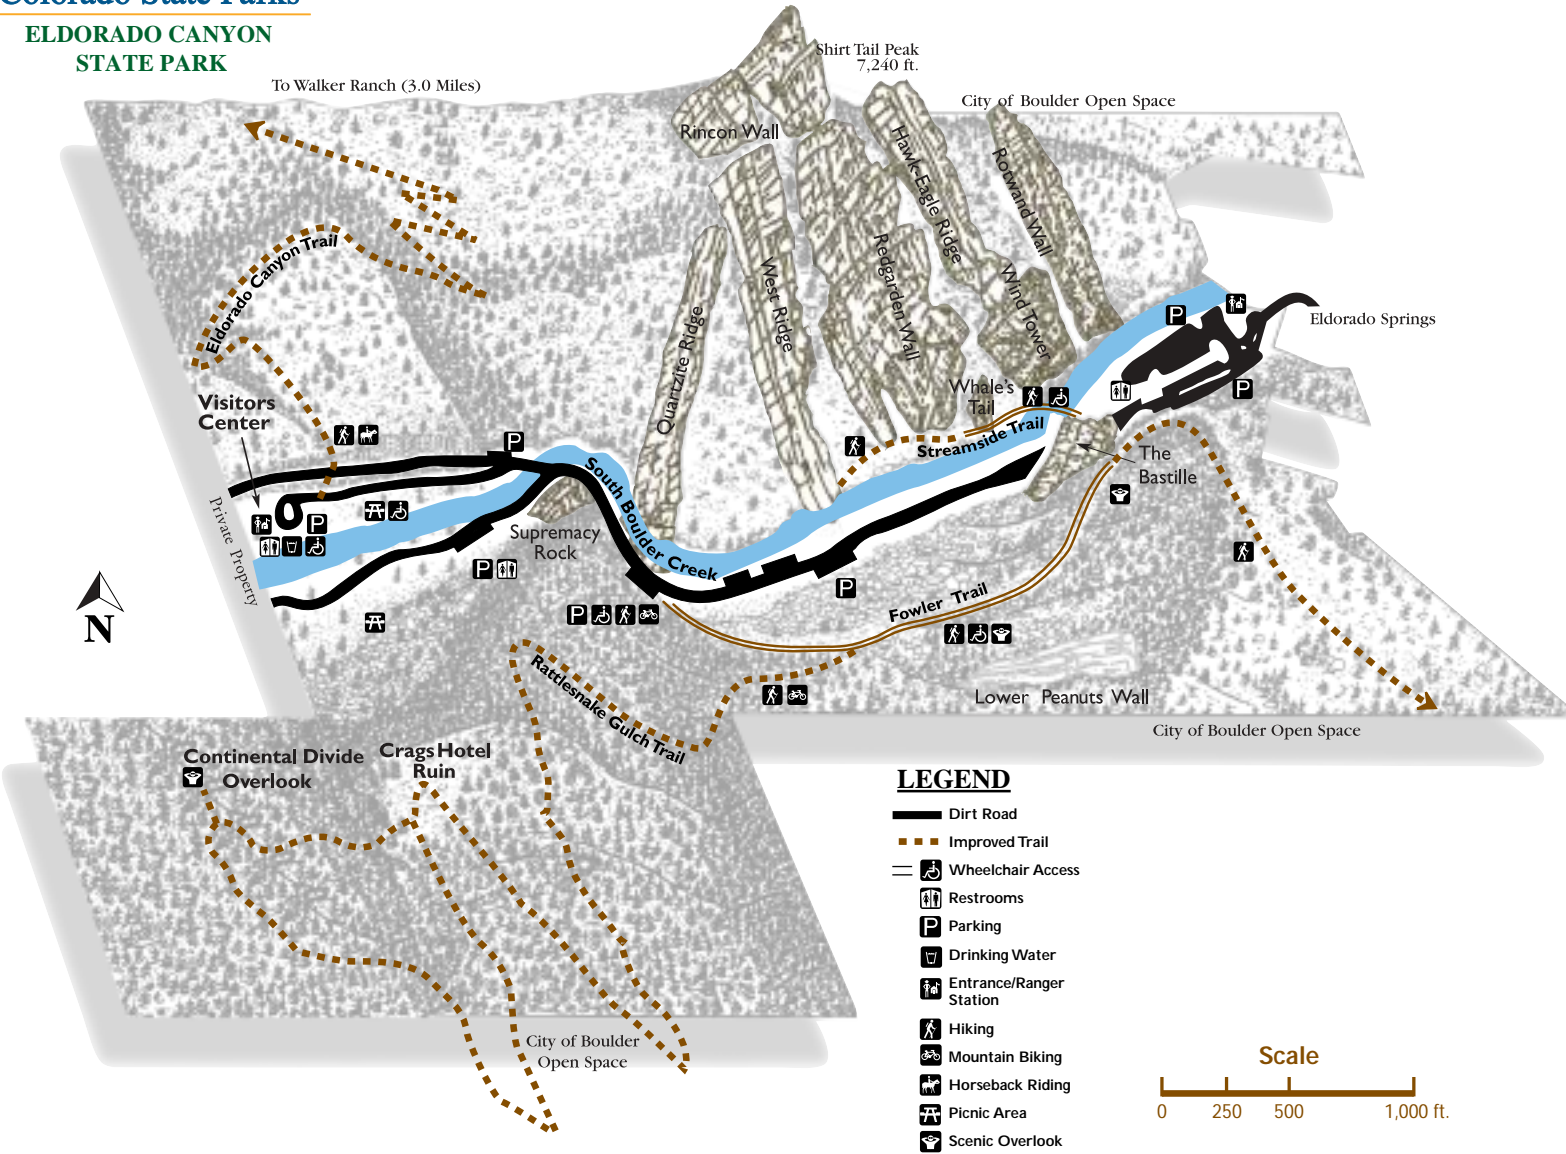 Colorado State Parks
ELDORADO CANYON
STATE PARK
To Walker Ranch (3.0 Miles)
Shirt Tail Peak
7,240 ft.
City of Boulder Open Space
Rincon Wall
Hawk-Eagle Ridge
Rotwand Wall
Eldorado Canyon Trail
West Ridge
Redgarden Wall
Wind Tower
Quartzite Ridge
Eldorado Springs
Visitors
Center
Whale's
Tail
Streamside Trail
The
Bastille
P
P
P
P
P
P
P
P
South Boulder Creek
Private Property
Supremacy
Rock
Fowler Trail
N
Rattlesnake Gulch Trail
Lower Peanuts Wall
City of Boulder Open Space
Continental Divide
Overlook
Crags Hotel
Ruin
City of Boulder
Open Space
LEGEND
Dirt Road
Improved Trail
Wheelchair Access
Restrooms
P Parking
Drinking Water
Entrance/Ranger
Station
Hiking
Mountain Biking
Horseback Riding
Picnic Area
Scenic Overlook
Scale
0 250 500 1,000 ft.